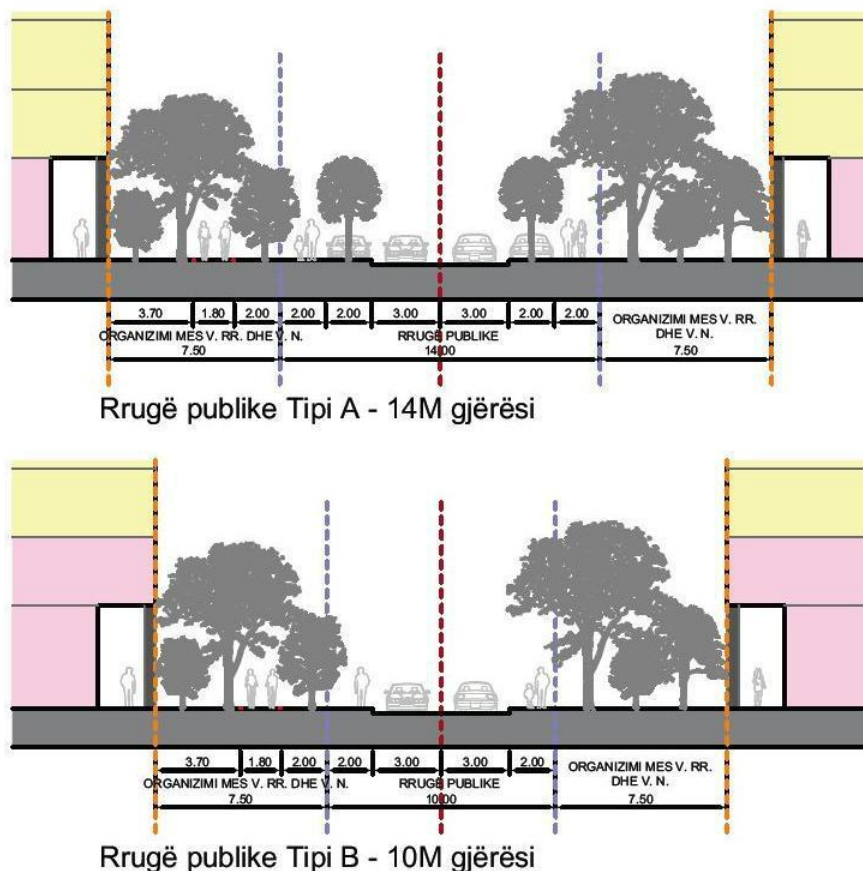 3.70 1.80 2.00 2.00 2.00 3.00 3.00 2.00 2.00
ORGANIZIMI MES V. RR. DHE V. N.
7.50
RRUGË PUBLIKE
14.00
ORGANIZIMI MES V. RR.
DHE V. N.
7.50
Rrugë publike Tipi A - 14M gjërësi
3.70 1.80 2.00 2.00 3.00 3.00 2.00
ORGANIZIMI MES V. RR. DHE V. N.
7.50
RRUGË PUBLIKE
10.00
ORGANIZIMI MES V. RR.
DHE V. N.
7.50
Rrugë publike Tipi B - 10M gjërësi